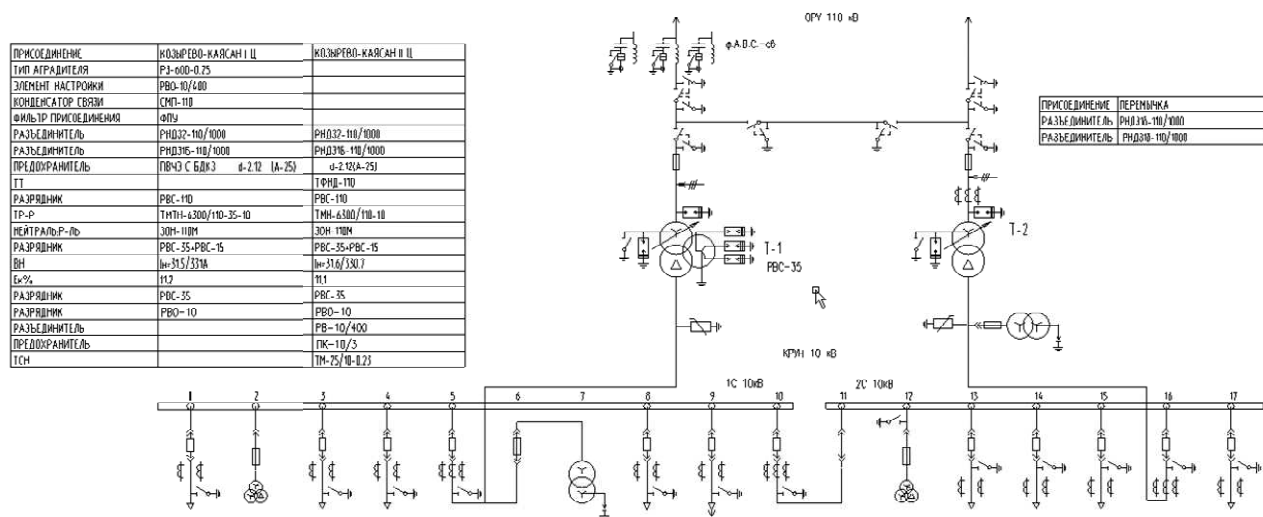 ОРУ 110 кВ
ф.А.В.С.-сб
ПРИСОЕДИНЕНИЕ КОЗЫРЕВО-КАЯСАН I Ц КОЗЫРЕВО-КАЯСАН II Ц
ТИП АГРАДИТЕЛЯ РЗ-600-0.25
ЭЛЕМЕНТ НАСТРОЙКИ РВО-10/400
КОНДЕНСАТОР СВЯЗИ СМП-110
ФИЛЬТР ПРИСОЕДИНЕНИЯ ФПУ
РАЗЪЕДИНИТЕЛЬ РНДЗ2-110/1000 РНДЗ2-110/1000
РАЗЪЕДИНИТЕЛЬ РНДЗ1Б-110/1000 РНДЗ1Б-110/1000
ПРЕДОХРАНИТЕЛЬ ПВЧЗ С БДКЗ d-2.12 (А-25) d-2.12(А-25)
ТТ ТФНД-110
РАЗРЯДНИК РВС-110 РВС-110
ТР-Р ТМТН-6300/110-35-10 ТМН-6300/110-10
НЕЙТРАЛЬ:Р-ЛЬ ЗОН-110М ЗОН-110М
РАЗРЯДНИК РВС-35+РВС-15 РВС-35+РВС-15
ВН Iн=31.5/331А Iн=31.6/330.7
Ек% 11.2 11.1
РАЗРЯДНИК РВС-35 РВС-35
РАЗРЯДНИК РВО-10 РВО-10
РАЗЪЕДИНИТЕЛЬ РВ-10/400
ПРЕДОХРАНИТЕЛЬ ПК-10/3
ТСН ТМ-25/10-0.23
ПРИСОЕДИНЕНИЕ ПЕРЕМЫЧКА
РАЗЪЕДИНИТЕЛЬ РНДЗ1Б-110/1000
РАЗЪЕДИНИТЕЛЬ РНДЗ1Б-110/1000
Т-1
РВС-35
Т-2
КРУН 10 кВ
1С 10кВ
2С 10кВ
1 2 3 4 5 6 7 8 9 10 11 12 13 14 15 16 17